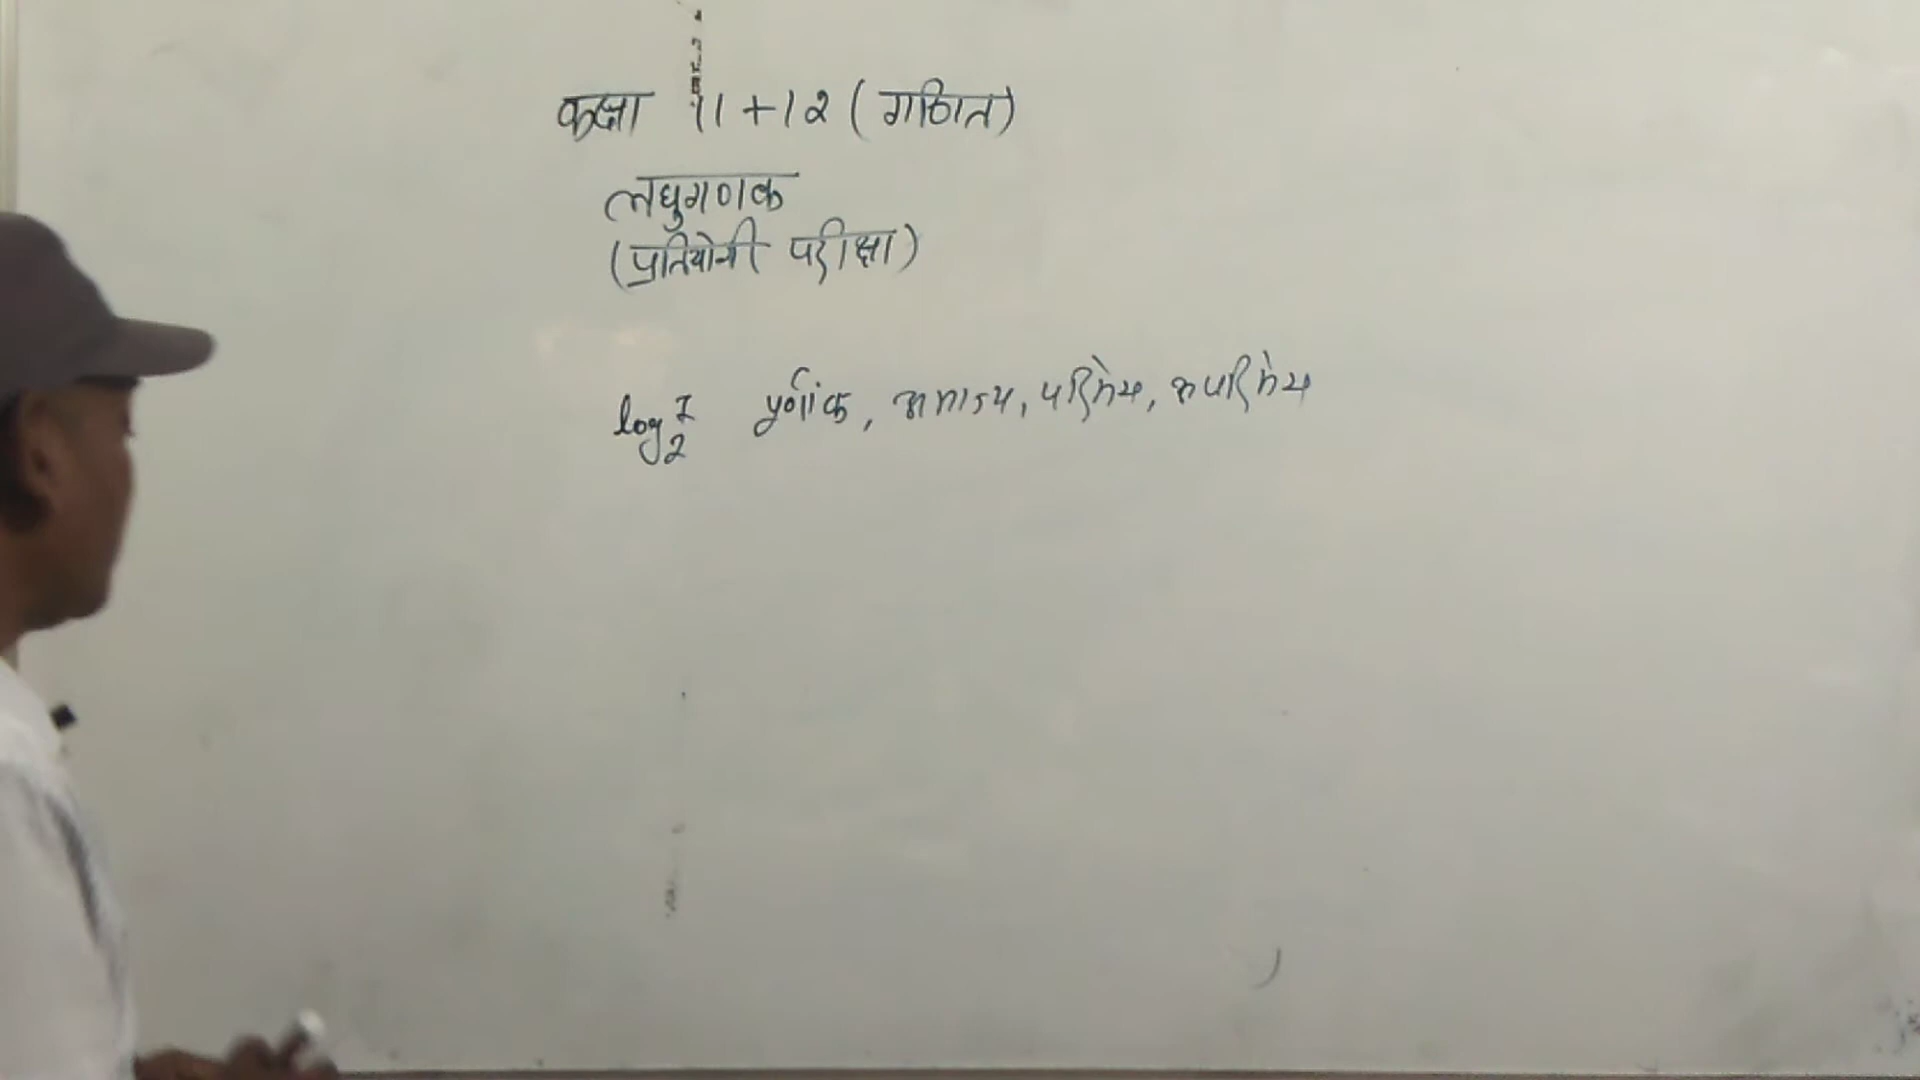 कक्षा 11+12 (गणित)
लघुगणक
(प्रतियोगी परीक्षा)
log₂7 पूर्णांक, अभाज्य, परिमेय, अपरिमेय